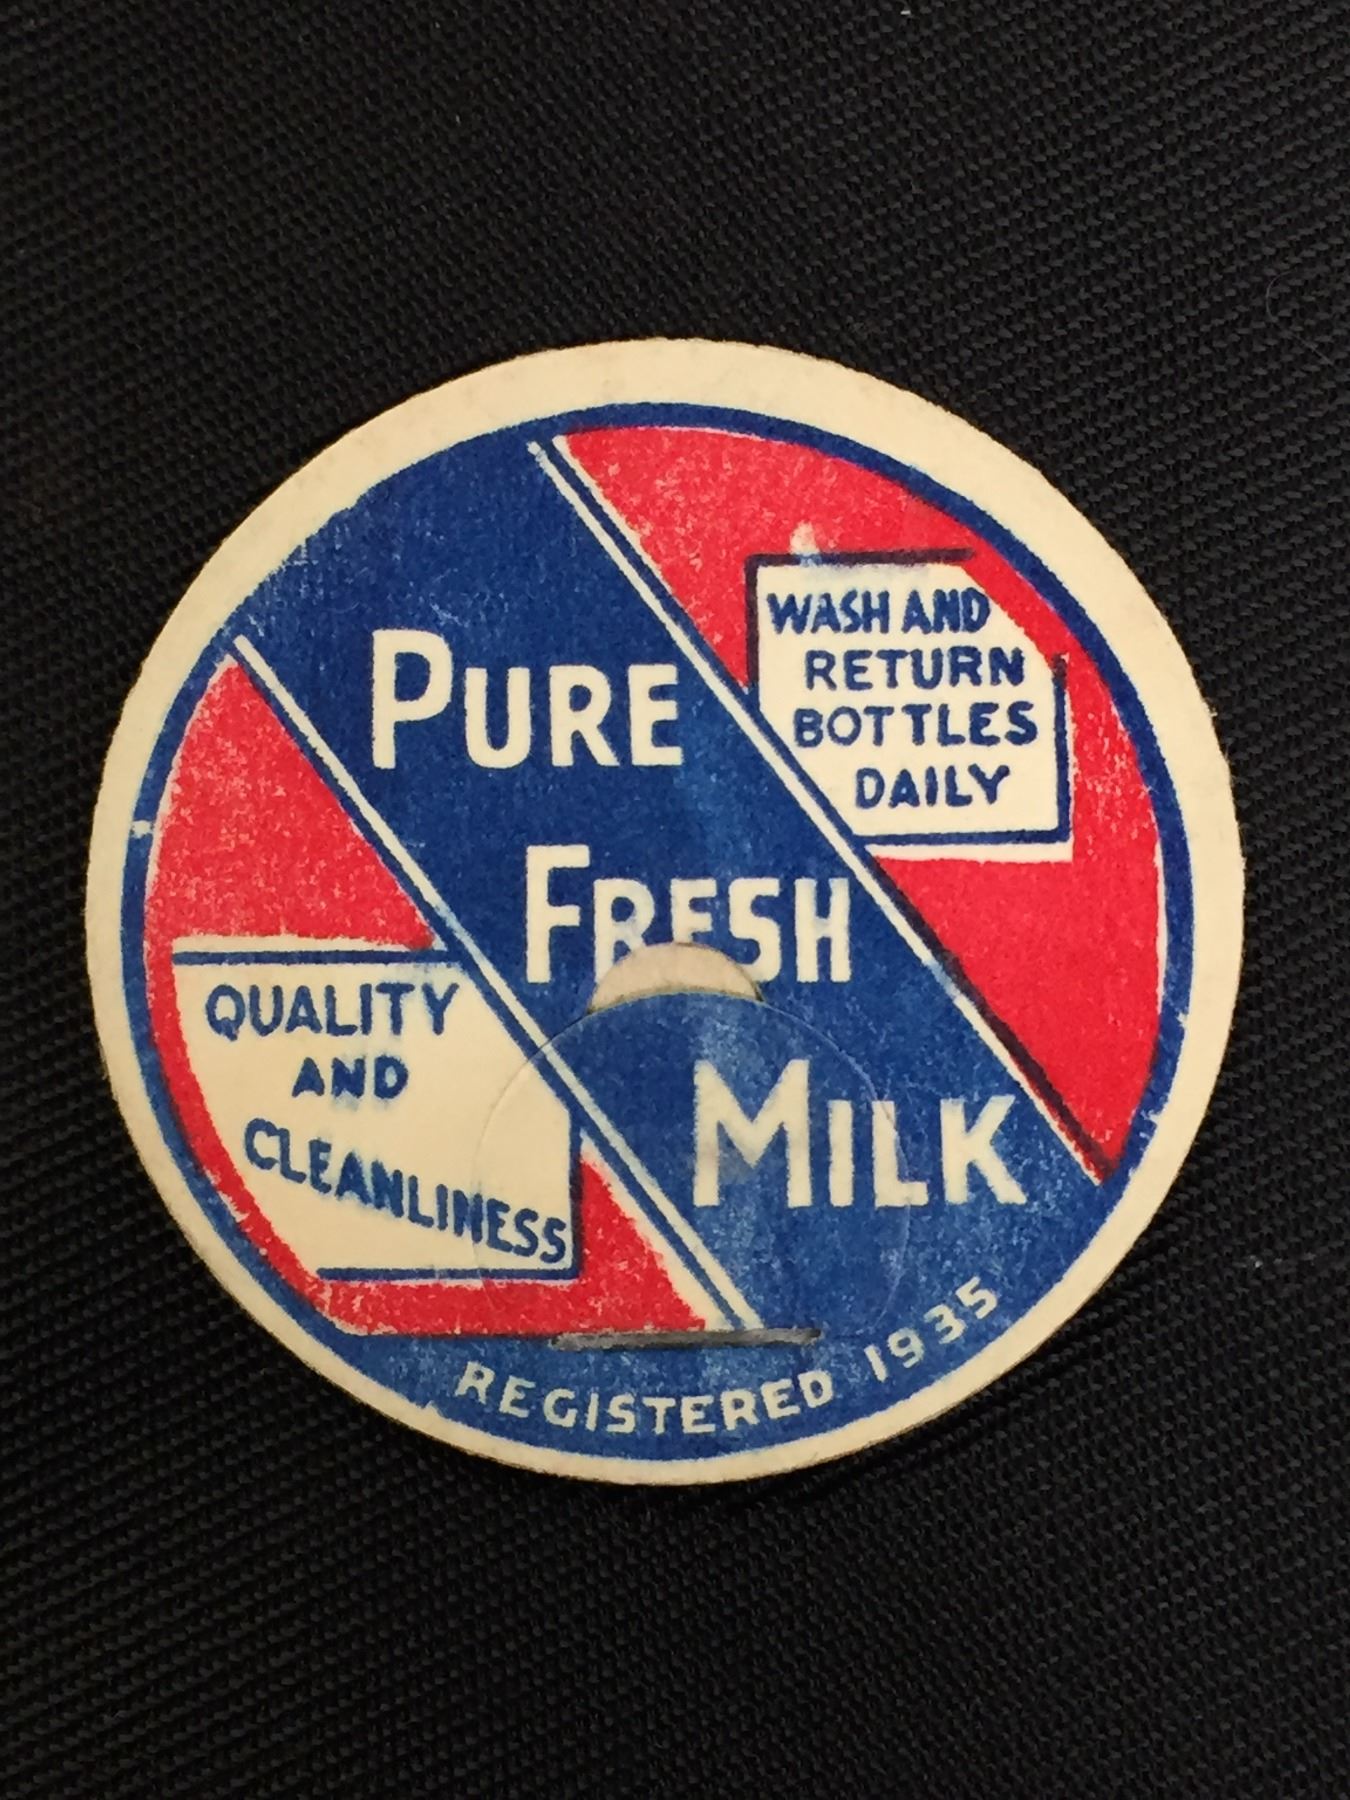 PURE
FRESH
MILK
WASH AND
RETURN
BOTTLES
DAILY
QUALITY
AND
CLEANLINESS
REGISTERED 1935